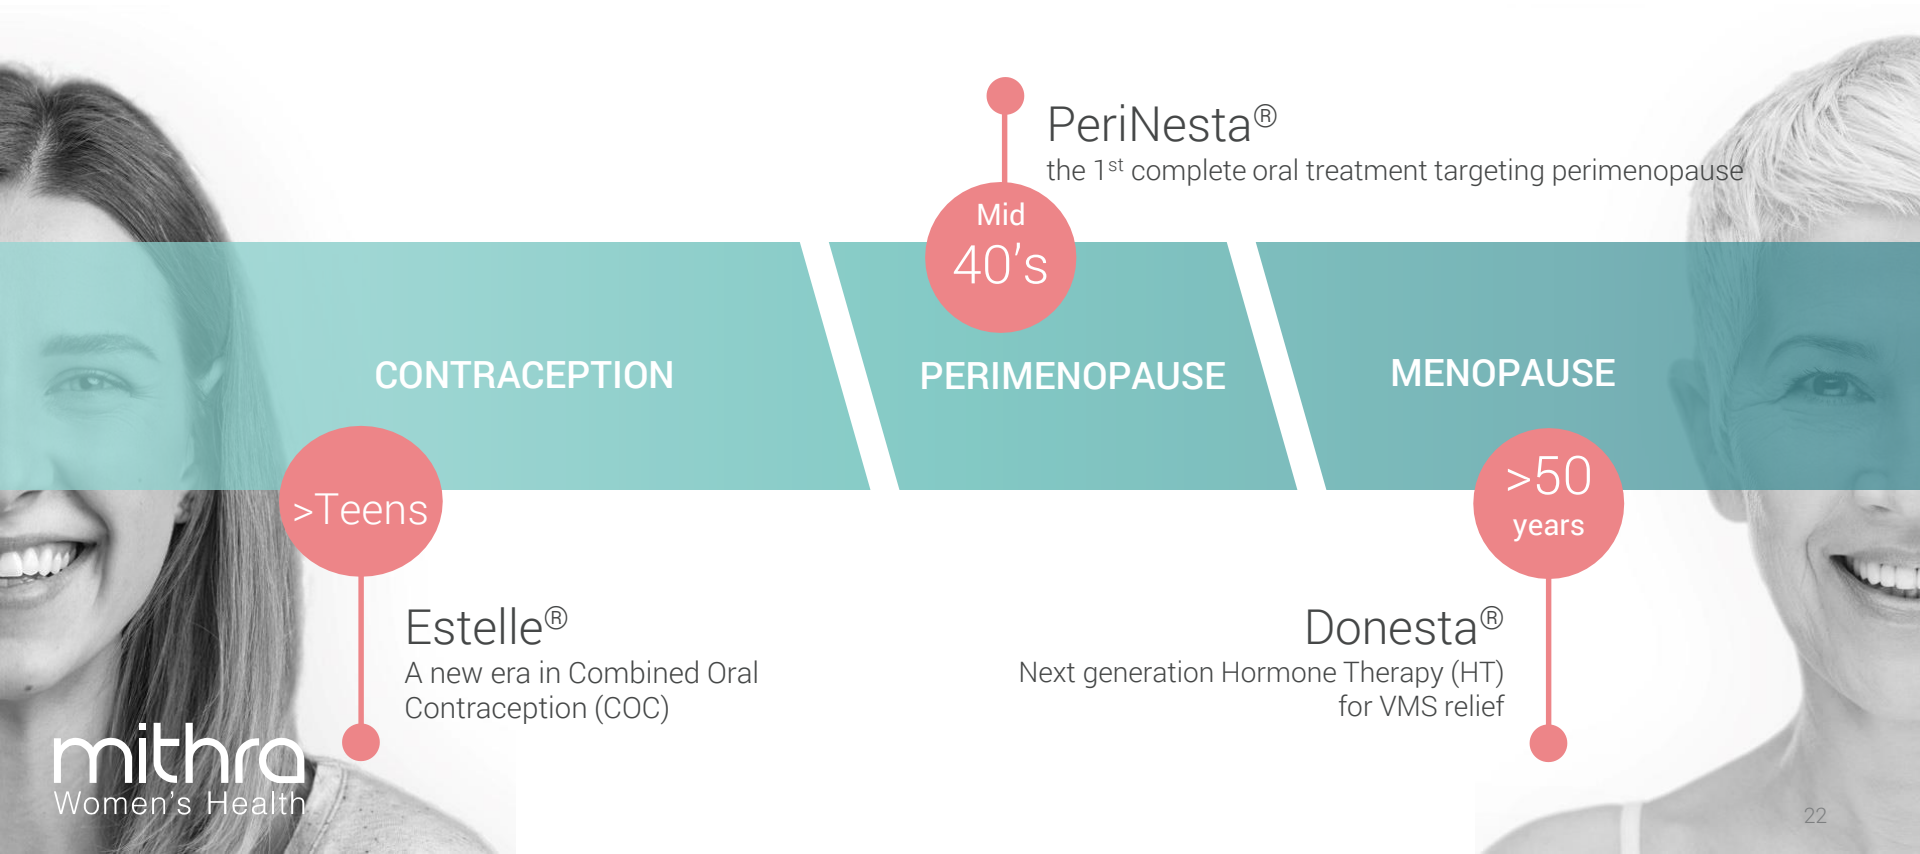 PeriNesta®
the 1st complete oral treatment targeting perimenopause
Mid
40's
CONTRACEPTION
PERIMENOPAUSE
MENOPAUSE
>Teens
>50
years
Estelle®
A new era in Combined Oral
Contraception (COC)
Donesta®
Next generation Hormone Therapy (HT)
for VMS relief
mithra
Women's Health
22